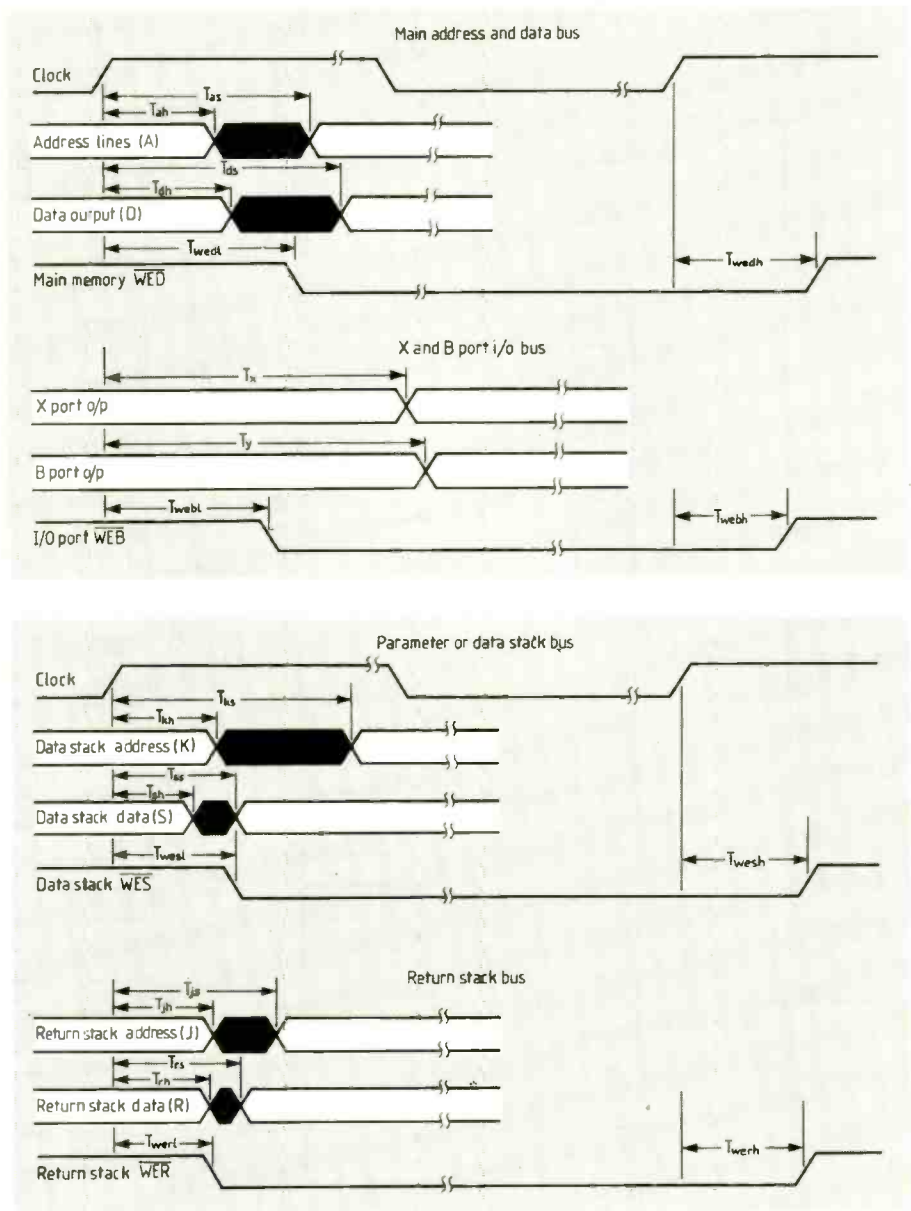 Main address and data bus
Clock
Tas
Tah
Address lines (A)
Tds
Tdh
Data output (D)
Twedl
Main memory WED
Twedh
X and B port i/o bus
Tx
X port o/p
Ty
B port o/p
Twebl
I/O port WEB
Twebh
Parameter or data stack bus
Clock
Tks
Tkh
Data stack address (K)
Tss
Tsh
Data stack data (S)
Twesl
Data stack WES
Twesh
Return stack bus
Tjs
Tjh
Return stack address (J)
Trs
Trh
Return stack data (R)
Twerl
Return stack WER
Twerh